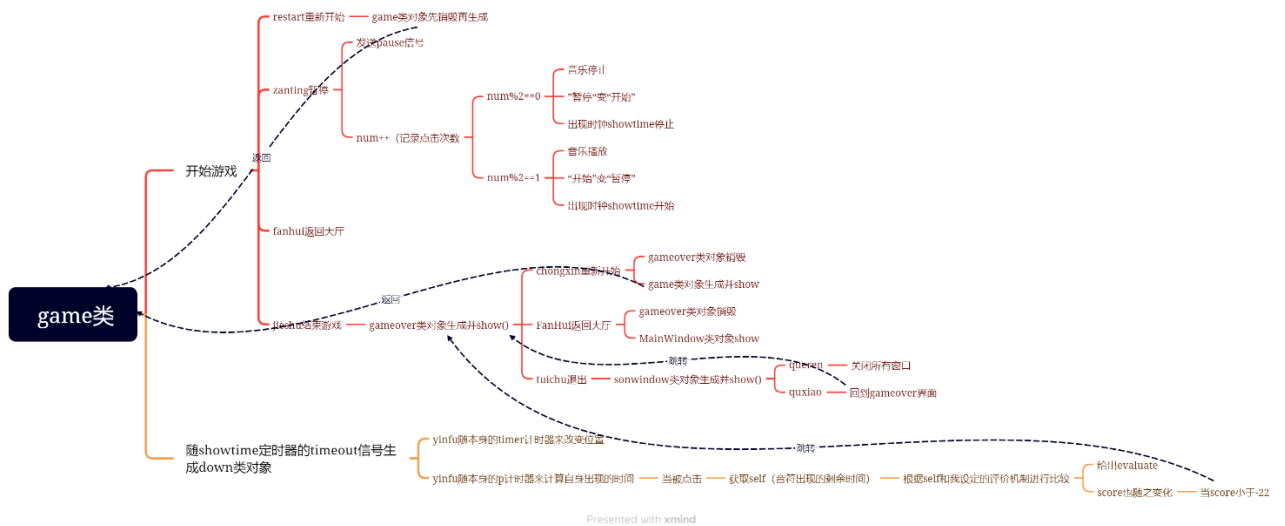 restart重新开始
game类对象先销毁再生成
发送pause信号
zanting暂停
num++（记录点击次数
num%2==0
音乐停止
”暂停“变“开始”
出现时钟showtime停止
num%2==1
音乐播放
“开始”变“暂停”
出现时钟showtime开始
返回
开始游戏
fanhui返回大厅
game类
返回
jieshu结束游戏
gameover类对象生成并show()
chongxin重新开始
gameover类对象销毁
game类对象生成并show
FanHui返回大厅
gameover类对象销毁
MainWindow类对象show
跳转
tuichu退出
sonwindow类对象生成并show()
queren
关闭所有窗口
quxiao
回到gameover界面
随showtime定时器的timeout信号生
成down类对象
yinfu随本身的timer计时器来改变位置
跳转
yinfu随本身的p计时器来计算自身出现的时间
当被点击
获取self（音符出现的剩余时间）
根据self和我设定的评价机制进行比较
给出evaluate
score也随之变化
当score小于-22
Presented with xmind